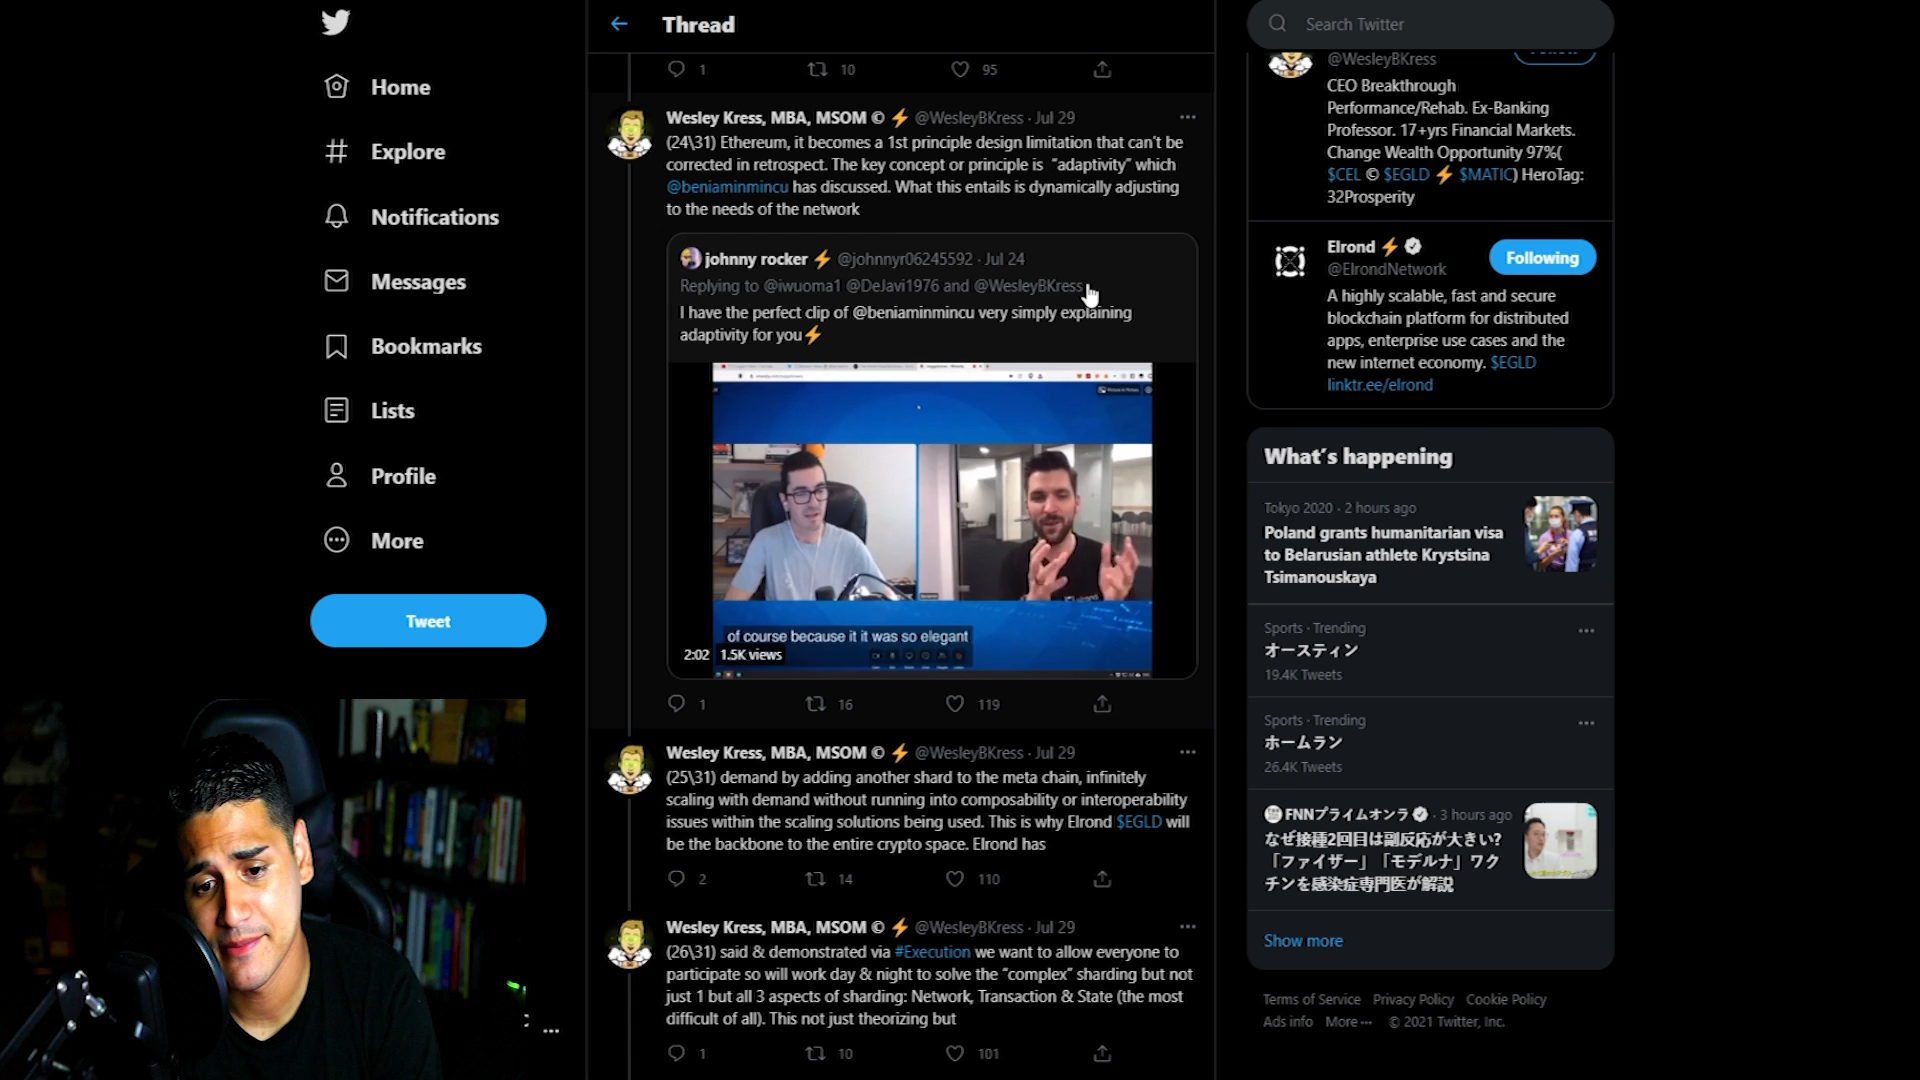 Home
Explore
Notifications
Messages
Bookmarks
Lists
Profile
More
Tweet
Thread
1 10 95
Wesley Kress, MBA, MSOM © ⚡ @WesleyBKress · Jul 29
(24\31) Ethereum, it becomes a 1st principle design limitation that can't be
corrected in retrospect. The key concept or principle is “adaptivity” which
@beniaminmincu has discussed. What this entails is dynamically adjusting
to the needs of the network
johnny rocker ⚡ @johnnyr06245592 · Jul 24
Replying to @iwuoma1 @DeJavi1976 and @WesleyBKress
I have the perfect clip of @beniaminmincu very simply explaining
adaptivity for you⚡
of course because it it was so elegant
2:02 1.5K views
1 16 119
Wesley Kress, MBA, MSOM © ⚡ @WesleyBKress · Jul 29
(25\31) demand by adding another shard to the meta chain, infinitely
scaling with demand without running into composability or interoperability
issues within the scaling solutions being used. This is why Elrond $EGLD will
be the backbone to the entire crypto space. Elrond has
2 14 110
Wesley Kress, MBA, MSOM © ⚡ @WesleyBKress · Jul 29
(26\31) said & demonstrated via #Execution we want to allow everyone to
participate so will work day & night to solve the “complex” sharding but not
just 1 but all 3 aspects of sharding: Network, Transaction & State (the most
difficult of all). This not just theorizing but
1 10 101
Search Twitter
@WesleyBKress
CEO Breakthrough
Performance/Rehab. Ex-Banking
Professor. 17+yrs Financial Markets.
Change Wealth Opportunity 97%(
$CEL © $EGLD ⚡ $MATIC) HeroTag:
32Prosperity
Elrond ⚡
@ElrondNetwork
Following
A highly scalable, fast and secure
blockchain platform for distributed
apps, enterprise use cases and the
new internet economy. $EGLD
linktr.ee/elrond
What's happening
Tokyo 2020 · 2 hours ago
Poland grants humanitarian visa
to Belarusian athlete Krystsina
Tsimanouskaya
Sports · Trending
オースティン
19.4K Tweets
Sports · Trending
ホームラン
26.4K Tweets
FNNプライムオンラ · 3 hours ago
なぜ接種2回目は副反応が大きい?
「ファイザー」「モデルナ」ワク
チンを感染症専門医が解説
Show more
Terms of Service Privacy Policy Cookie Policy
Ads info More ··· © 2021 Twitter, Inc.